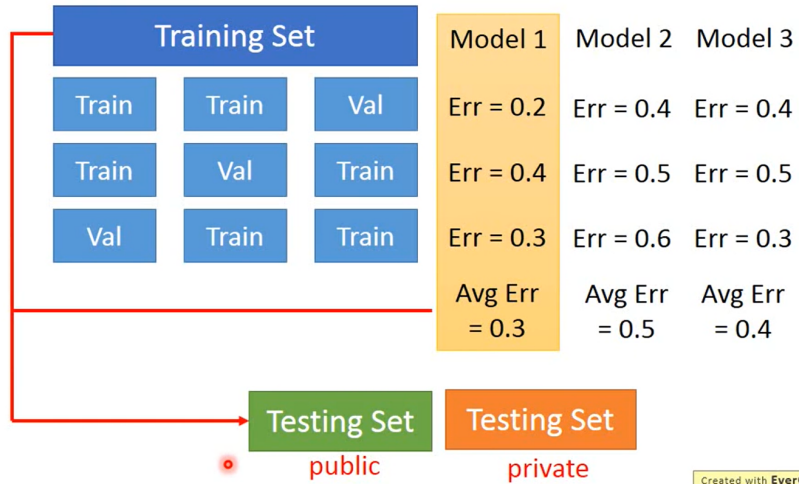 Training Set
Model 1 Model 2 Model 3
Train Train Val
Err = 0.2 Err = 0.4 Err = 0.4
Train Val Train
Err = 0.4 Err = 0.5 Err = 0.5
Val Train Train
Err = 0.3 Err = 0.6 Err = 0.3
Avg Err Avg Err Avg Err
= 0.3 = 0.5 = 0.4
Testing Set Testing Set
public private
Created with